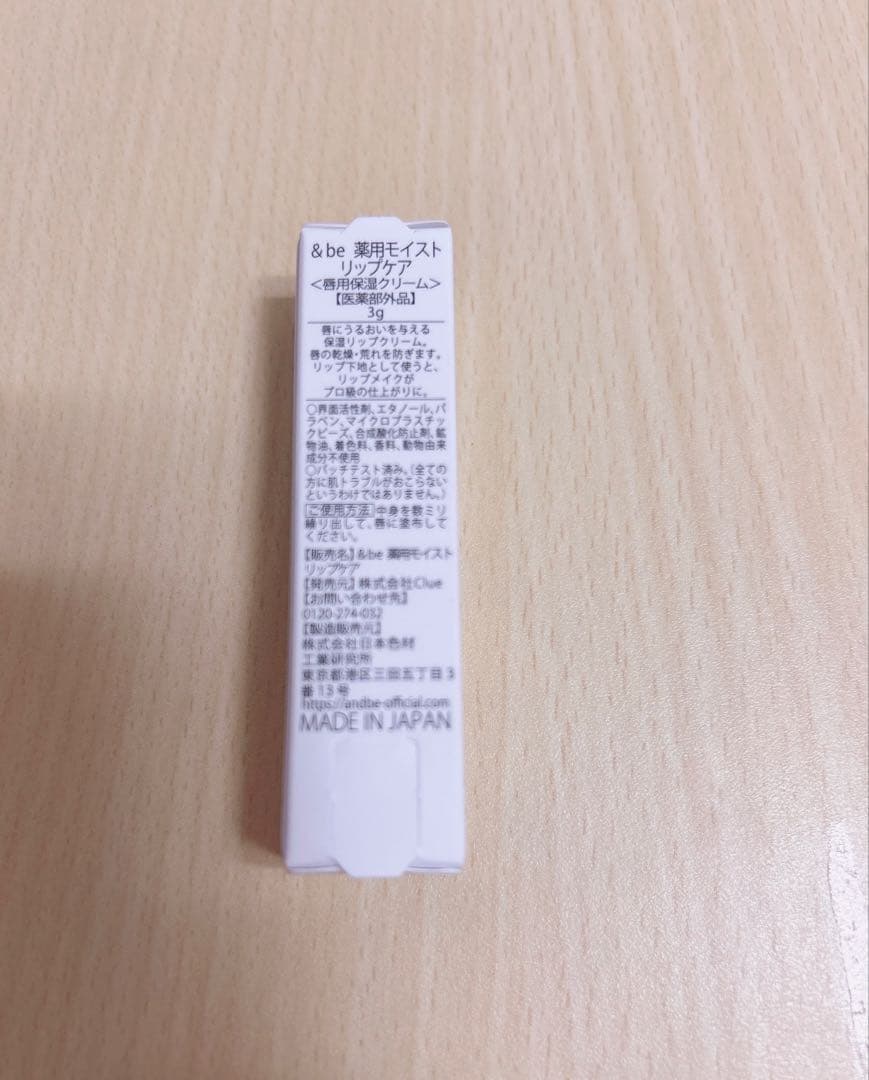 &be 薬用モイスト
リップケア
＜唇用保湿クリーム＞
【医薬部外品】
3g
唇にうるおいを与える
保湿リップクリーム。
唇の乾燥・荒れを防ぎます。
リップ下地として使うと、
リップメイクが
プロ級の仕上がりに。
○界面活性剤、エタノール、パ
ラベン、マイクロプラスチッ
クビーズ、合成酸化防止剤、鉱
物油、着色料、香料、動物由来
成分不使用
○パッチテスト済み。（全ての
方に肌トラブルがおこらない
というわけではありません。）
ご使用方法 中身を数ミリ
繰り出して、唇に塗布して
ください。
【販売名】&be 薬用モイスト
リップケア
【発売元】株式会社Clue
【お問い合わせ先】
0120-274-032
【製造販売元】
株式会社日本色材
工業研究所
東京都港区三田五丁目3
番13号
https://andbe-official.com
MADE IN JAPAN